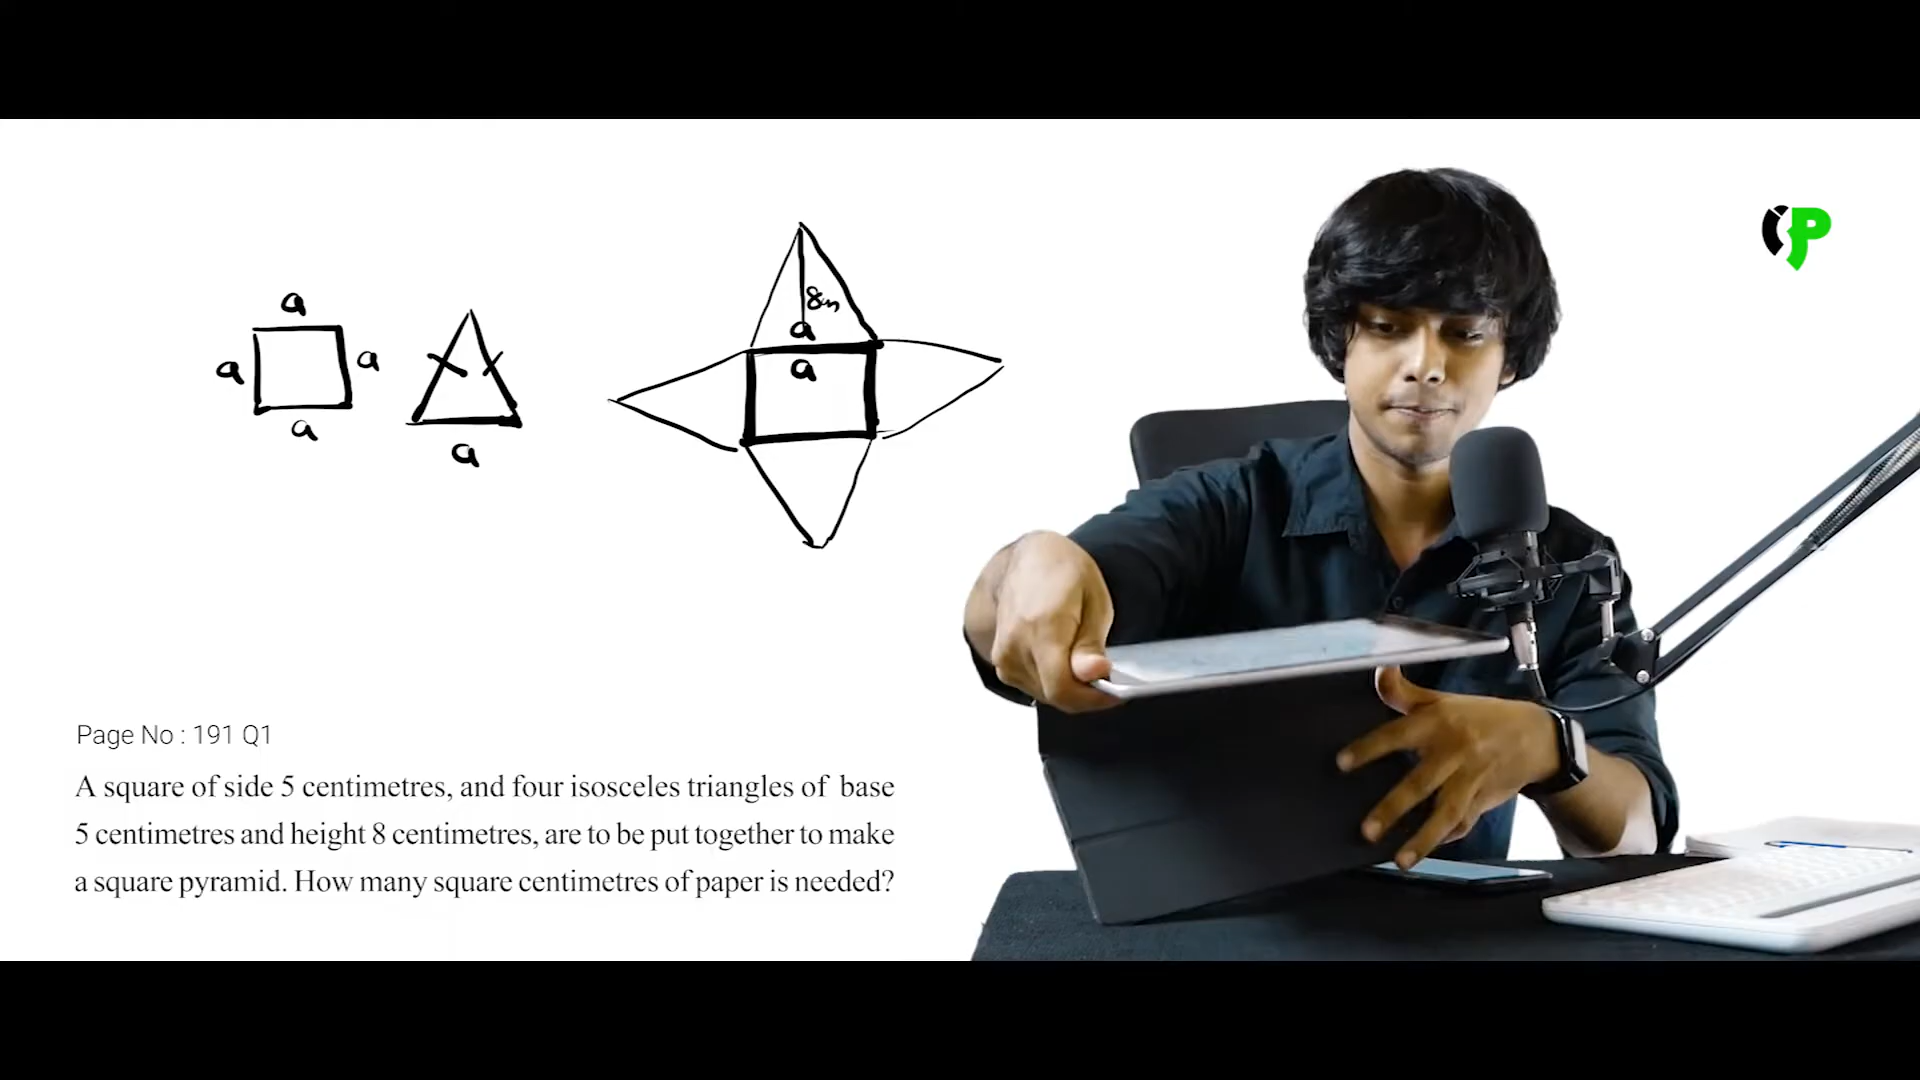 a
a
a
a
a
8cm
a
a
Page No : 191 Q1
A square of side 5 centimetres, and four isosceles triangles of base
5 centimetres and height 8 centimetres, are to be put together to make
a square pyramid. How many square centimetres of paper is needed?